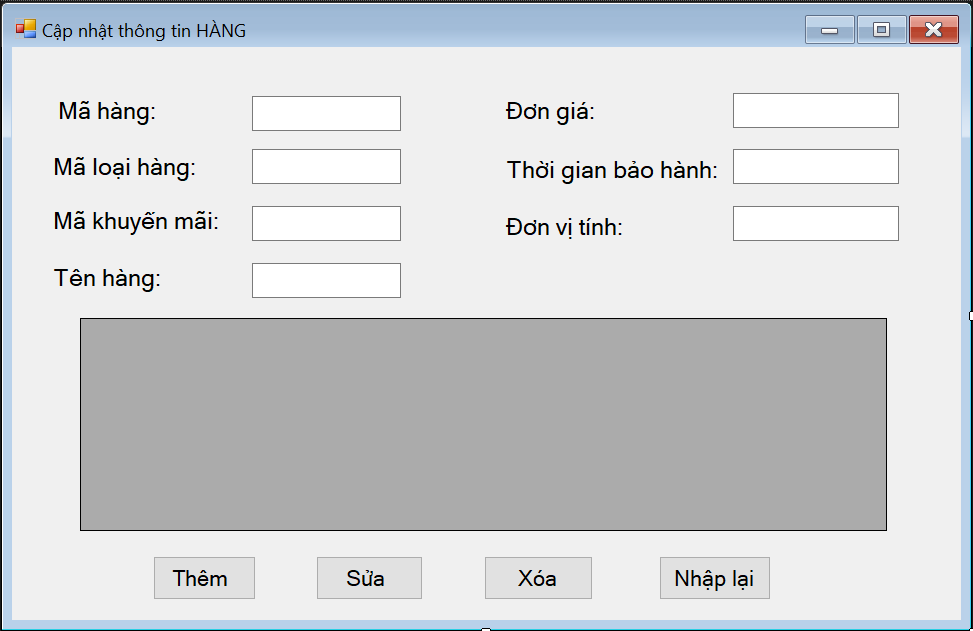 Cập nhật thông tin HÀNG
Mã hàng:
Đơn giá:
Mã loại hàng:
Thời gian bảo hành:
Mã khuyến mãi:
Đơn vị tính:
Tên hàng:
Thêm
Sửa
Xóa
Nhập lại